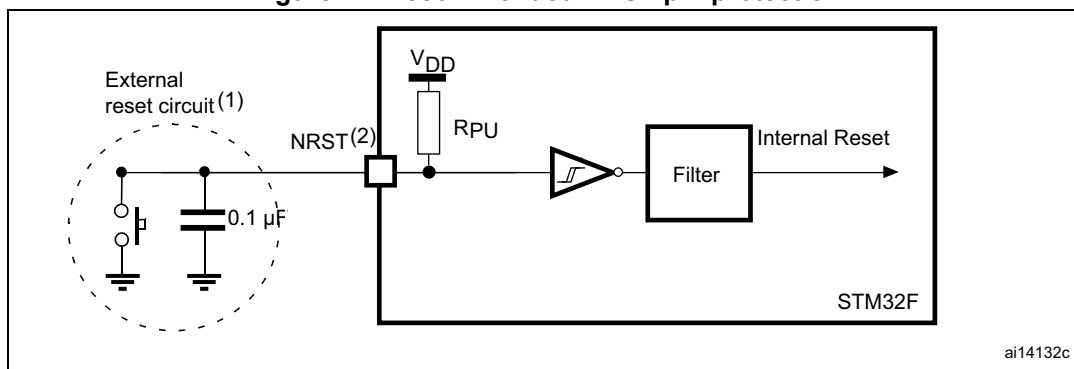 External
reset circuit(1)
VDD
RPU
NRST(2)
Internal Reset
Filter
0.1 µF
STM32F
ai14132c